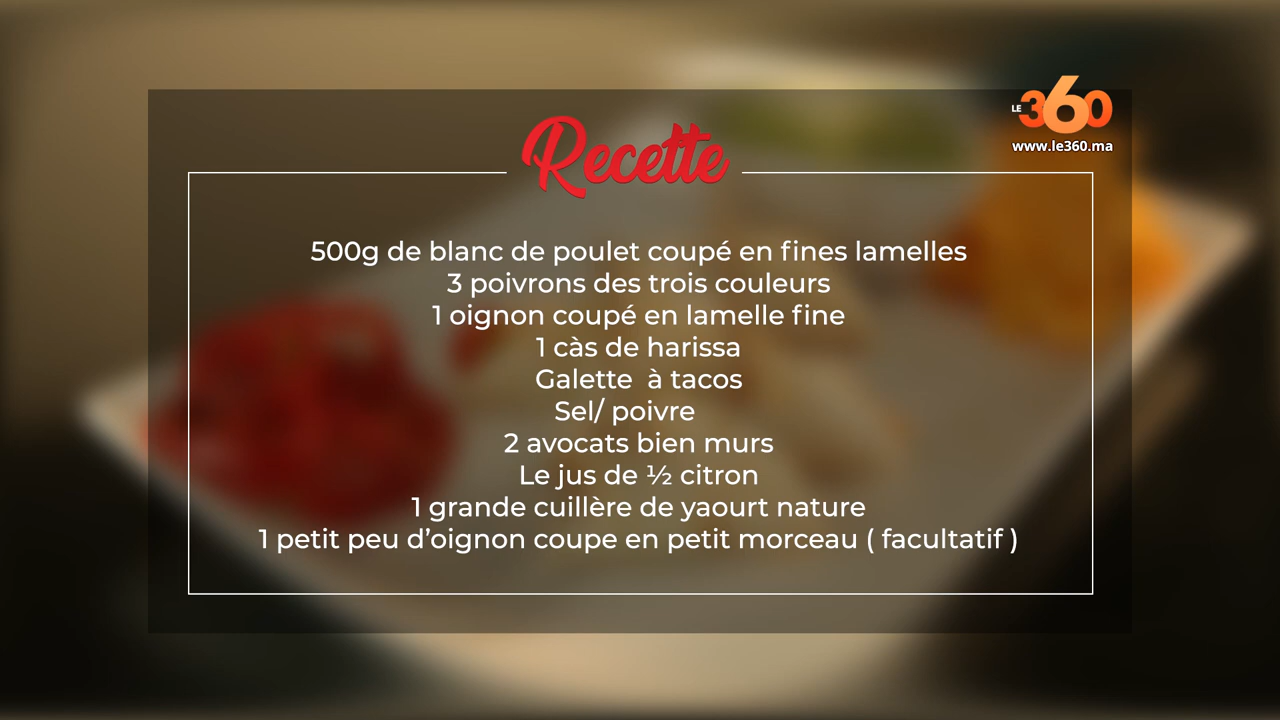 LE 360
www.le360.ma
Recette
500g de blanc de poulet coupé en fines lamelles
3 poivrons des trois couleurs
1 oignon coupé en lamelle fine
1 càs de harissa
Galette  à tacos
Sel/ poivre
2 avocats bien murs
Le jus de ½ citron
1 grande cuillère de yaourt nature
1 petit peu d’oignon coupe en petit morceau ( facultatif )